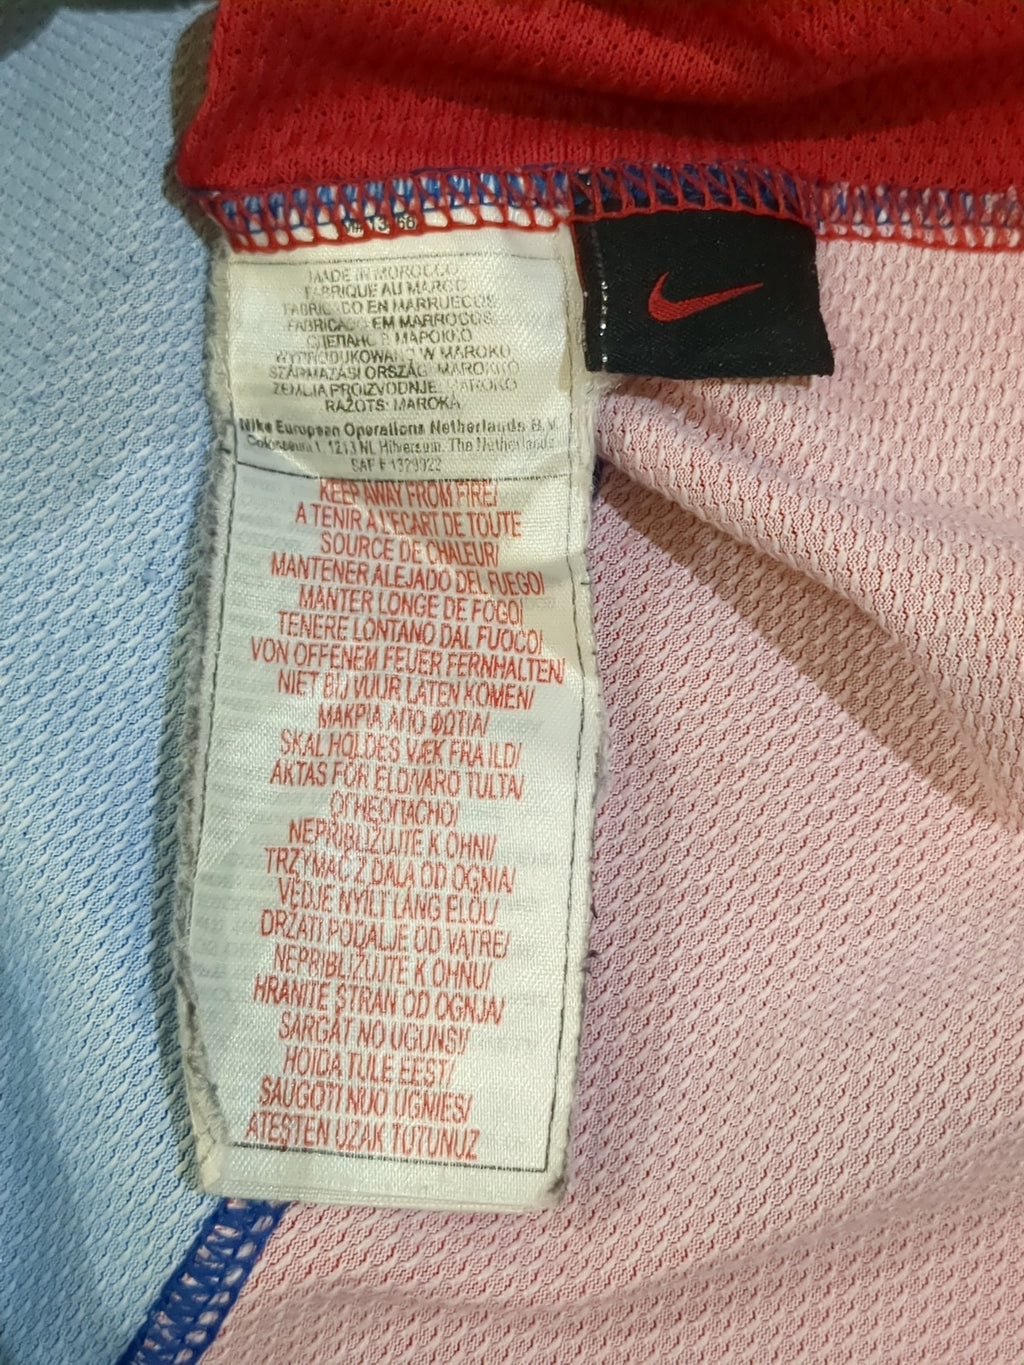 MADE IN MOROCCO
FABRIQUE AU MAROC
FABRICADO EN MARRUECOS
FABRICADO EM MARROCOS
СДЕЛАНО В МАРОККО
WYPRODUKOWANO W MAROKO
SZÁRMAZÁSI ORSZÁG: MAROKKO
ZEMLJA PROIZVODNJE: MAROKO
RAŽOTS: MAROKA
Nike European Operations Netherlands B.V.
Colosseum 1, 1213 NL Hilversum, The Netherlands
KEEP AWAY FROM FIRE/
A TENIR A L'ECART DE TOUTE
SOURCE DE CHALEUR/
MANTENER ALEJADO DEL FUEGO/
MANTER LONGE DE FOGO/
TENERE LONTANO DAL FUOCO/
VON OFFENEM FEUER FERNHALTEN/
NIET BIJ VUUR LATEN KOMEN/
ΜΑΚΡΙΑ ΑΠΟ ΦΩΤΙΑ/
SKAL HOLDES VÆK FRA ILD/
AKTAS FÖR ELD/VARO TULTA/
ОГНЕОПАСНО/
NEPŘIBLIŽUJTE K OHNI/
TRZYMAĆ Z DALA OD OGNIA/
VÉDJE NYÍLT LÁNG ELŐL/
DRŽATI PODALJE OD VATRE/
NEPRIBLIŽUJTE K OHŇU/
HRANITE STRAN OD OGNJA/
SARGĀT NO UGUNS!/
HOIDA TULE EEST/
SAUGOTI NUO UGNIES/
ATEŞTEN UZAK TUTUNUZ